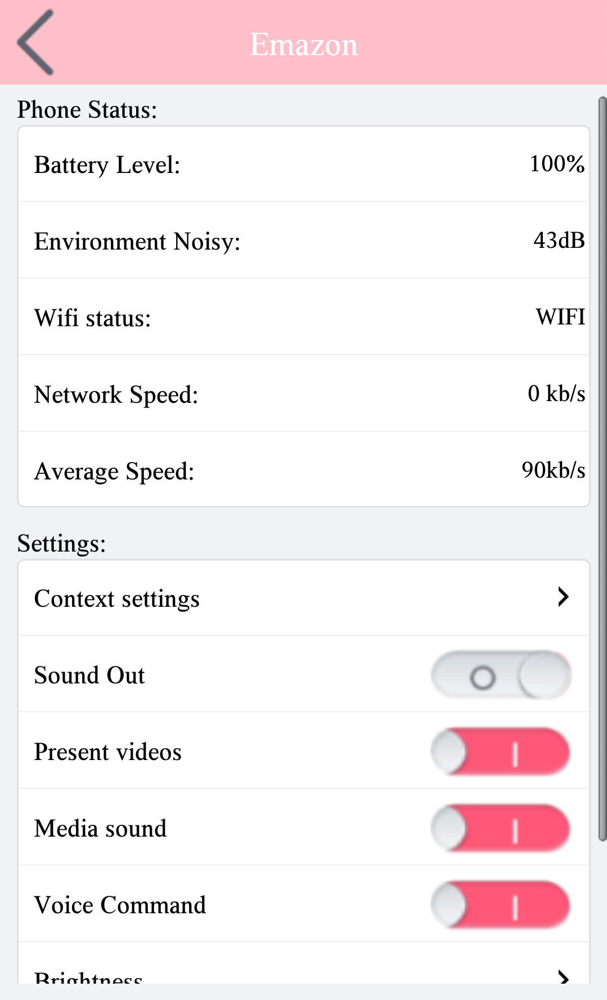 Emazon
Phone Status:
Battery Level: 100%
Environment Noisy: 43dB
Wifi status: WIFI
Network Speed: 0 kb/s
Average Speed: 90kb/s
Settings:
Context settings
Sound Out
Present videos
Media sound
Voice Command
Brightness